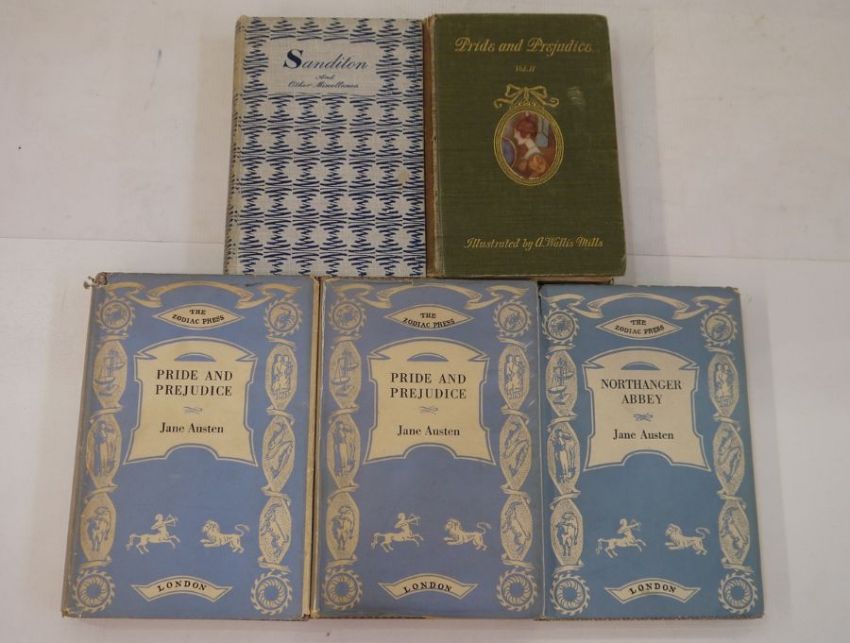 Sanditon
And
Other Miscellanea
Pride and Prejudice
Vol. II
Illustrated by A. Wallis Mills
THE
ZODIAC PRESS
PRIDE AND
PREJUDICE
Jane Austen
LONDON
THE
ZODIAC PRESS
PRIDE AND
PREJUDICE
Jane Austen
LONDON
THE
ZODIAC PRESS
NORTHANGER
ABBEY
Jane Austen
LONDON